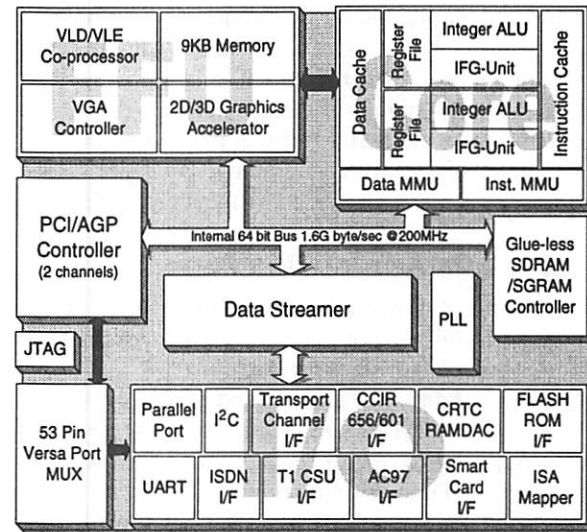 FFU
VLD/VLE
Co-processor
9KB Memory
VGA
Controller
2D/3D Graphics
Accelerator
Core
Data Cache
Register
File
Integer ALU
IFG-Unit
Register
File
Integer ALU
IFG-Unit
Instruction Cache
Data MMU
Inst. MMU
PCI/AGP
Controller
(2 channels)
Internal 64 bit Bus 1.6G byte/sec @200MHz
Glue-less
SDRAM
/SGRAM
Controller
Data Streamer
PLL
JTAG
53 Pin
Versa Port
MUX
I/O
Parallel
Port
I²C
Transport
Channel
I/F
CCIR
656/601
I/F
CRTC
RAMDAC
FLASH
ROM
I/F
UART
ISDN
I/F
T1 CSU
I/F
AC97
I/F
Smart
Card I/F
ISA
Mapper